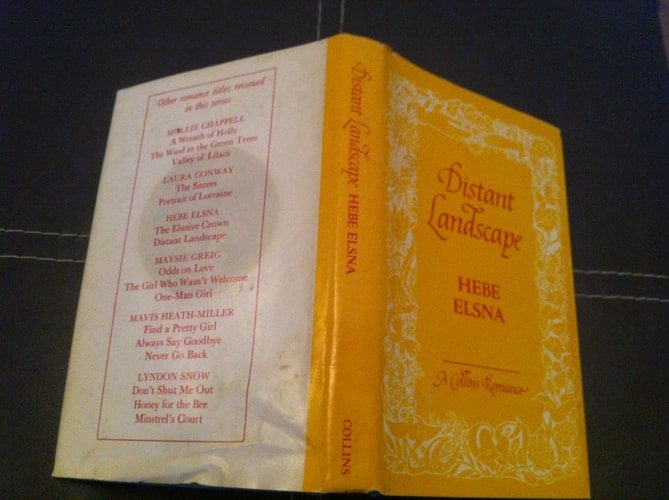 Other romance titles reissued
in this series
MOLLIE CHAPPELL
A Wreath of Holly
The Wind in the Green Trees
Valley of Lilacs
LAURA CONWAY
The Sisters
Portrait of Lorraine
HEBE ELSNA
The Elusive Crown
Distant Landscape
MAYSIE GREIG
Odds on Love
The Girl Who Wasn't Welcome
One-Man Girl
MAVIS HEATH-MILLER
Find a Pretty Girl
Always Say Goodbye
Never Go Back
LYNDON SNOW
Don't Shut Me Out
Honey for the Bee
Minstrel's Court
Distant Landscape HEBE ELSNA
COLLINS
Distant
Landscape
HEBE
ELSNA
A Collins Romance